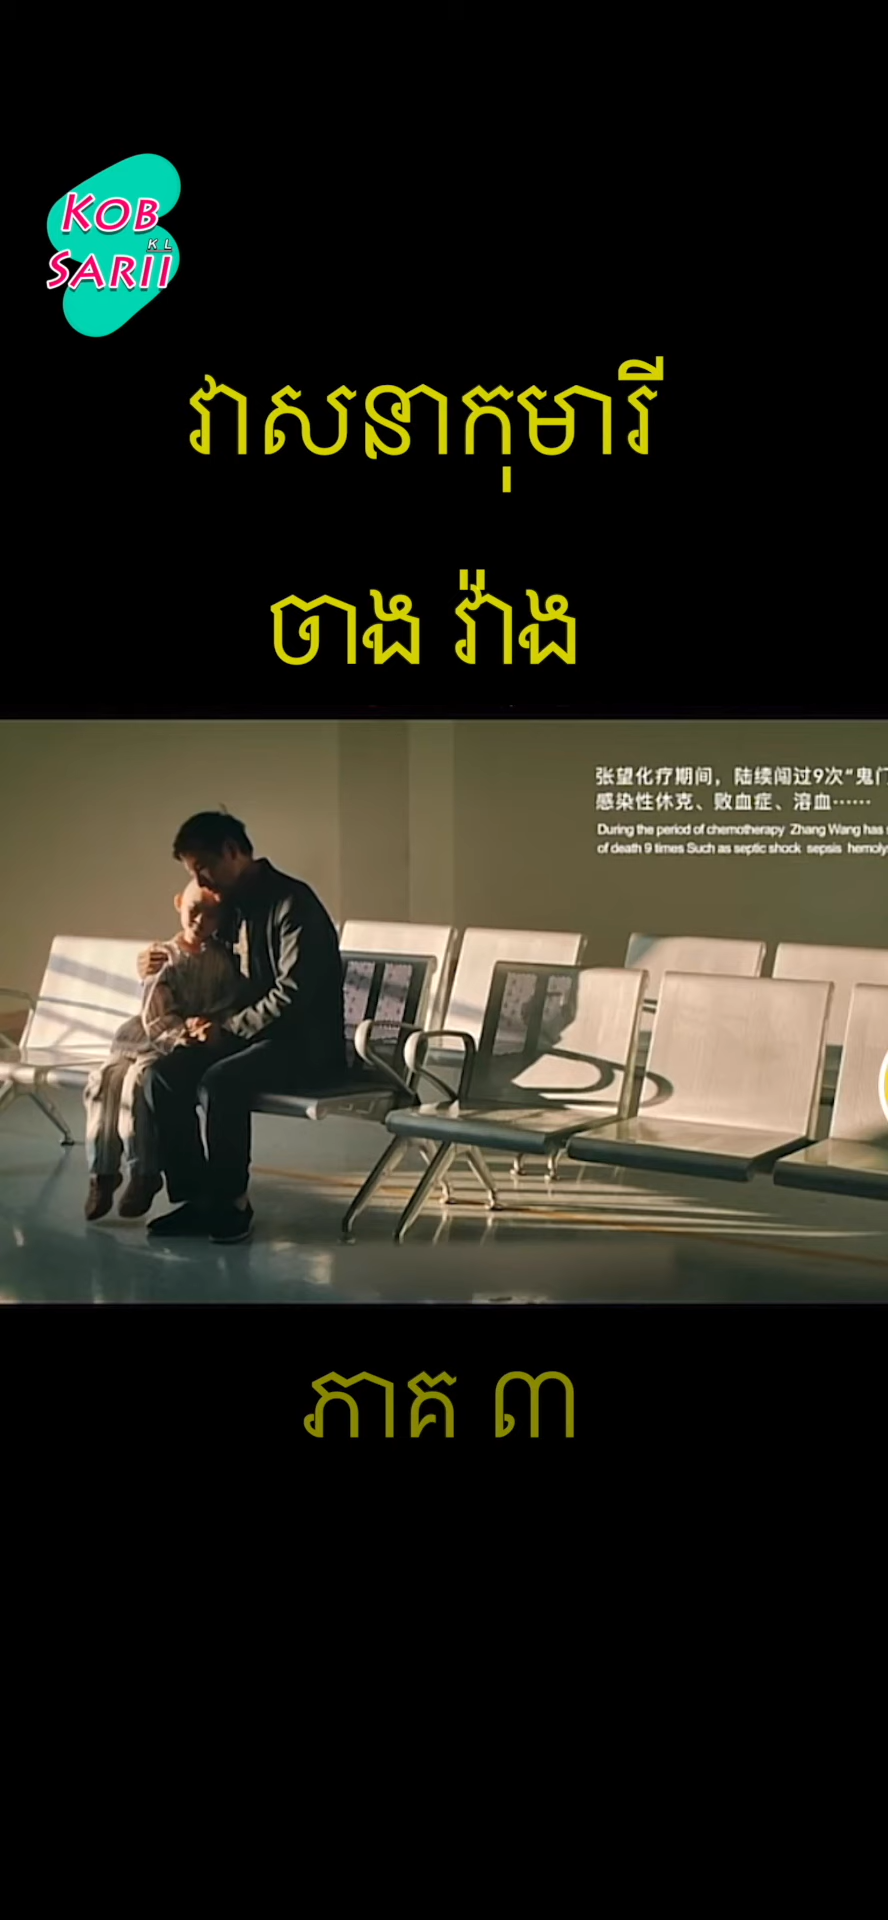 KOB
KL
SARII
វាសនាកុមារី
ចាង វ៉ាង
张望化疗期间，陆续闯过9次“鬼门
感染性休克、败血症、溶血……
During the period of chemotherapy Zhang Wang has
of death 9 times Such as septic shock sepsis
ភាគ ៣